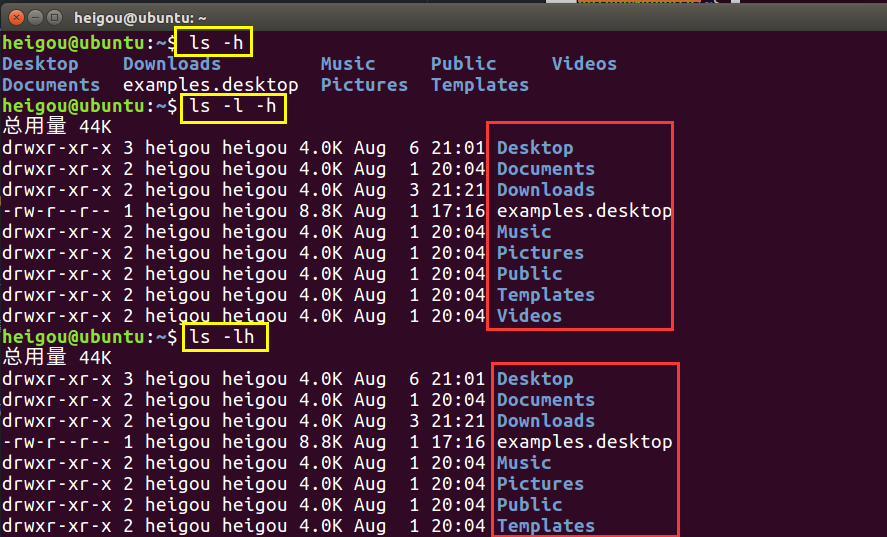 heigou@ubuntu: ~
heigou@ubuntu:~$ ls -h
Desktop    Downloads         Music     Public     Videos
Documents  examples.desktop  Pictures  Templates
heigou@ubuntu:~$ ls -l -h
总用量 44K
drwxr-xr-x 3 heigou heigou 4.0K Aug  6 21:01 Desktop
drwxr-xr-x 2 heigou heigou 4.0K Aug  1 20:04 Documents
drwxr-xr-x 2 heigou heigou 4.0K Aug  3 21:21 Downloads
-rw-r--r-- 1 heigou heigou 8.8K Aug  1 17:16 examples.desktop
drwxr-xr-x 2 heigou heigou 4.0K Aug  1 20:04 Music
drwxr-xr-x 2 heigou heigou 4.0K Aug  1 20:04 Pictures
drwxr-xr-x 2 heigou heigou 4.0K Aug  1 20:04 Public
drwxr-xr-x 2 heigou heigou 4.0K Aug  1 20:04 Templates
drwxr-xr-x 2 heigou heigou 4.0K Aug  1 20:04 Videos
heigou@ubuntu:~$ ls -lh
总用量 44K
drwxr-xr-x 3 heigou heigou 4.0K Aug  6 21:01 Desktop
drwxr-xr-x 2 heigou heigou 4.0K Aug  1 20:04 Documents
drwxr-xr-x 2 heigou heigou 4.0K Aug  3 21:21 Downloads
-rw-r--r-- 1 heigou heigou 8.8K Aug  1 17:16 examples.desktop
drwxr-xr-x 2 heigou heigou 4.0K Aug  1 20:04 Music
drwxr-xr-x 2 heigou heigou 4.0K Aug  1 20:04 Pictures
drwxr-xr-x 2 heigou heigou 4.0K Aug  1 20:04 Public
drwxr-xr-x 2 heigou heigou 4.0K Aug  1 20:04 Templates